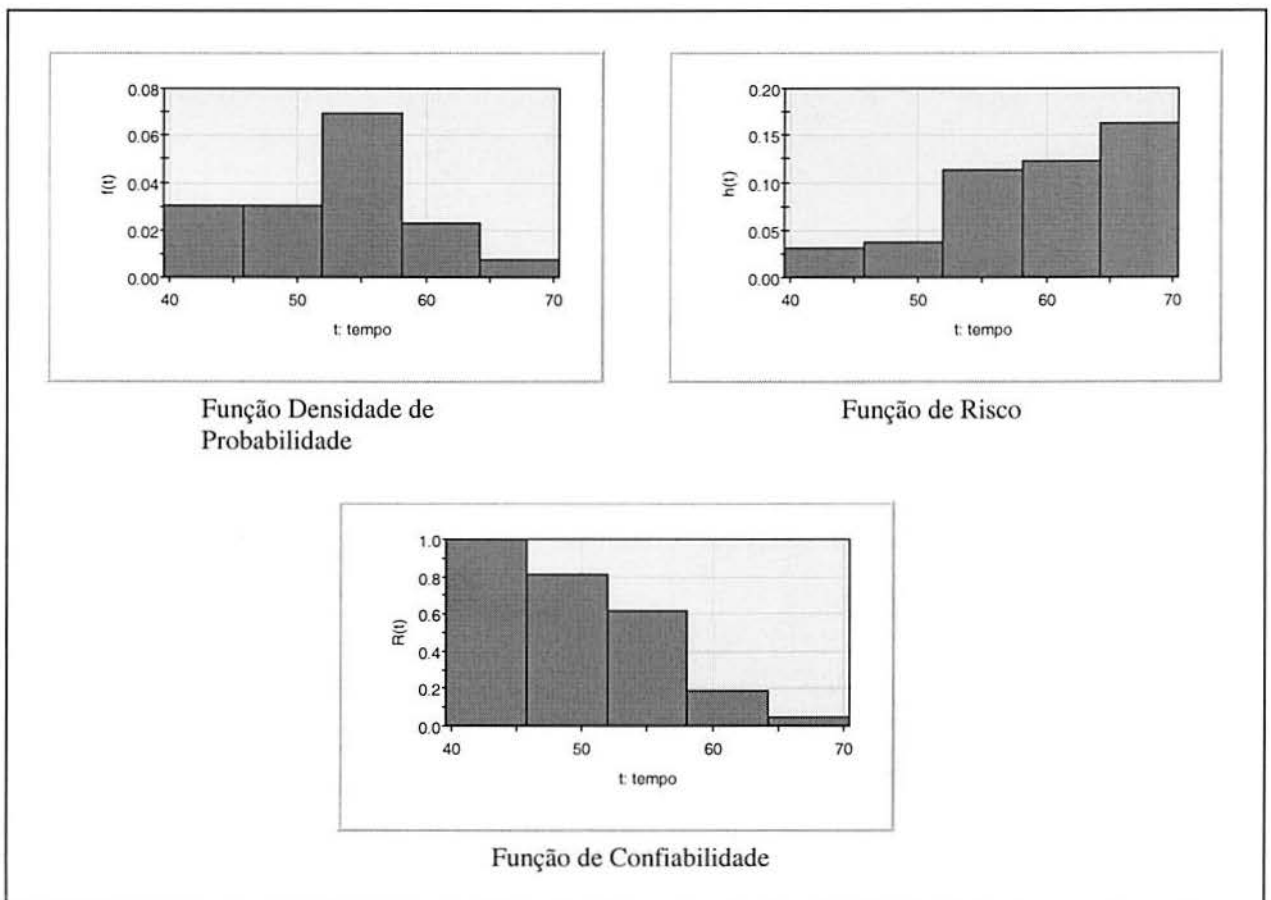 0.08
0.06
0.04
0.02
0.00
f(t)
40 50 60 70
t: tempo
Função Densidade de
Probabilidade
0.20
0.15
0.10
0.05
0.00
h(t)
40 50 60 70
t: tempo
Função de Risco
1.0
0.8
0.6
0.4
0.2
0.0
R(t)
40 50 60 70
t: tempo
Função de Confiabilidade